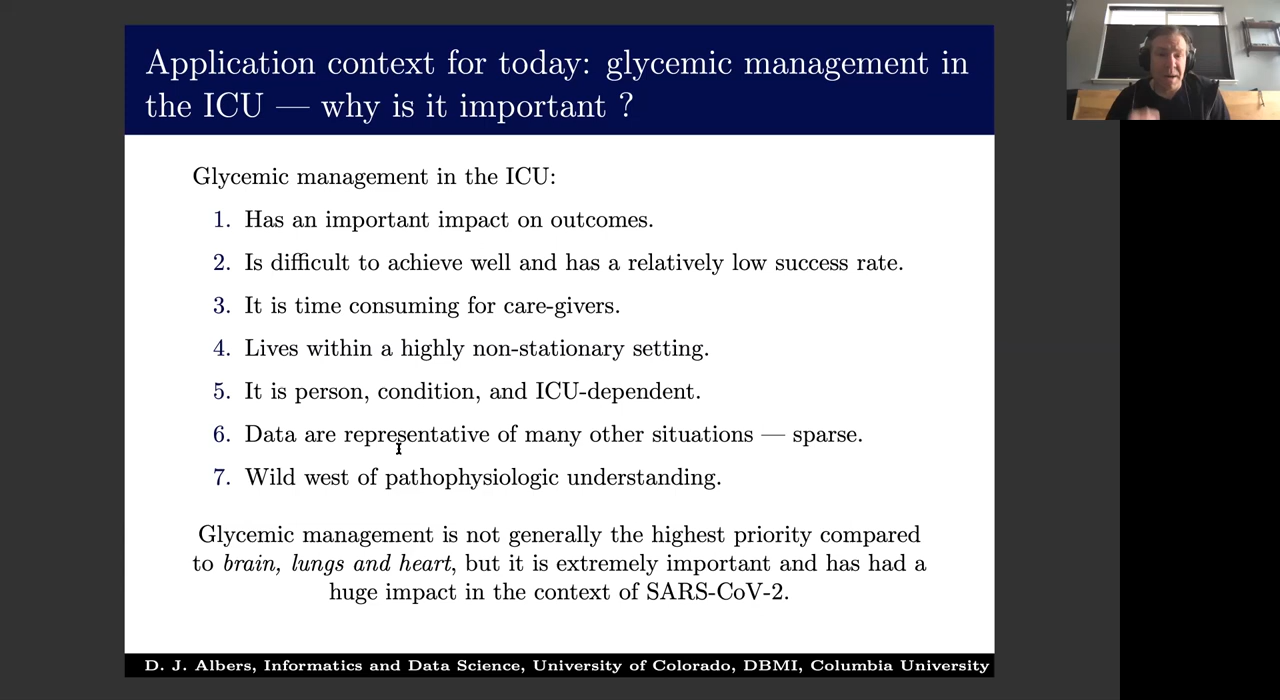 Application context for today: glycemic management in
the ICU — why is it important ?
Glycemic management in the ICU:
1. Has an important impact on outcomes.
2. Is difficult to achieve well and has a relatively low success rate.
3. It is time consuming for care-givers.
4. Lives within a highly non-stationary setting.
5. It is person, condition, and ICU-dependent.
6. Data are representative of many other situations — sparse.
7. Wild west of pathophysiologic understanding.
Glycemic management is not generally the highest priority compared
to brain, lungs and heart, but it is extremely important and has had a
huge impact in the context of SARS-CoV-2.
D. J. Albers, Informatics and Data Science, University of Colorado, DBMI, Columbia University